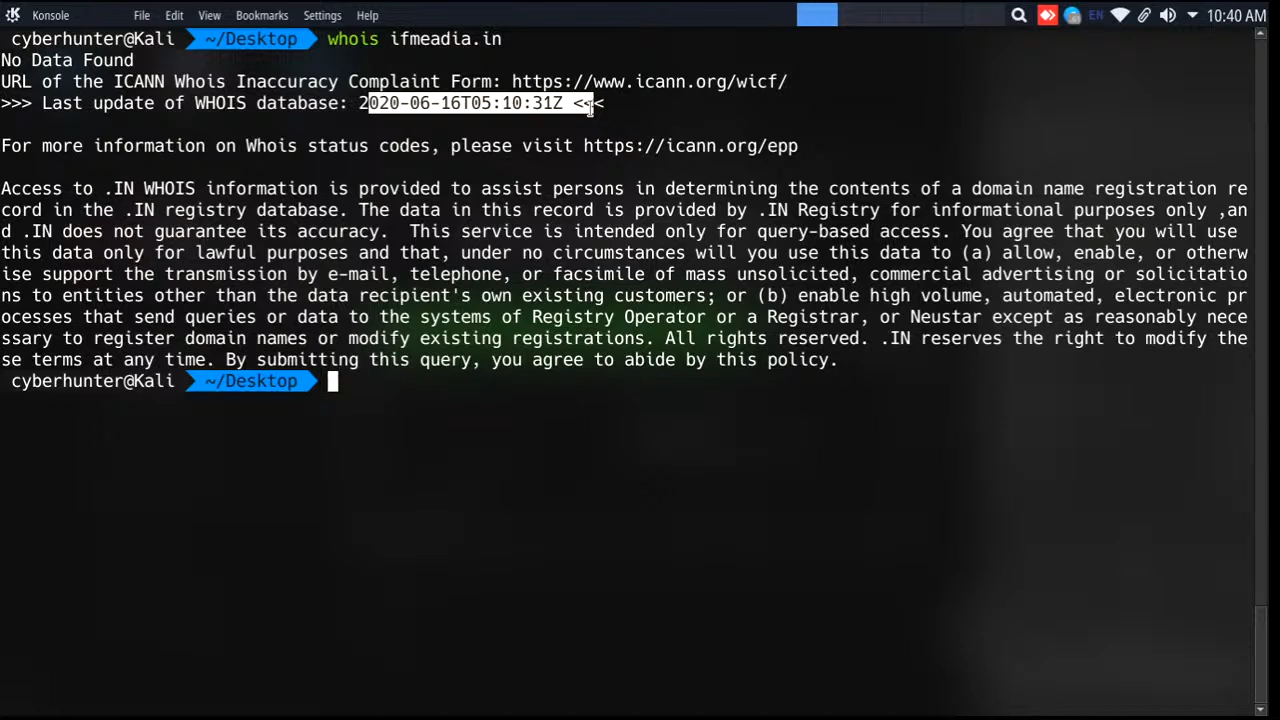 Konsole File Edit View Bookmarks Settings Help EN 10:40 AM
cyberhunter@Kali ~/Desktop whois ifmeadia.in
No Data Found
URL of the ICANN Whois Inaccuracy Complaint Form: https://www.icann.org/wicf/
>>> Last update of WHOIS database: 2020-06-16T05:10:31Z <<<
For more information on Whois status codes, please visit https://icann.org/epp
Access to .IN WHOIS information is provided to assist persons in determining the contents of a domain name registration re
cord in the .IN registry database. The data in this record is provided by .IN Registry for informational purposes only ,an
d .IN does not guarantee its accuracy.  This service is intended only for query-based access. You agree that you will use
this data only for lawful purposes and that, under no circumstances will you use this data to (a) allow, enable, or otherw
ise support the transmission by e-mail, telephone, or facsimile of mass unsolicited, commercial advertising or solicitatio
ns to entities other than the data recipient's own existing customers; or (b) enable high volume, automated, electronic pr
ocesses that send queries or data to the systems of Registry Operator or a Registrar, or Neustar except as reasonably nece
ssary to register domain names or modify existing registrations. All rights reserved. .IN reserves the right to modify the
se terms at any time. By submitting this query, you agree to abide by this policy.
cyberhunter@Kali ~/Desktop